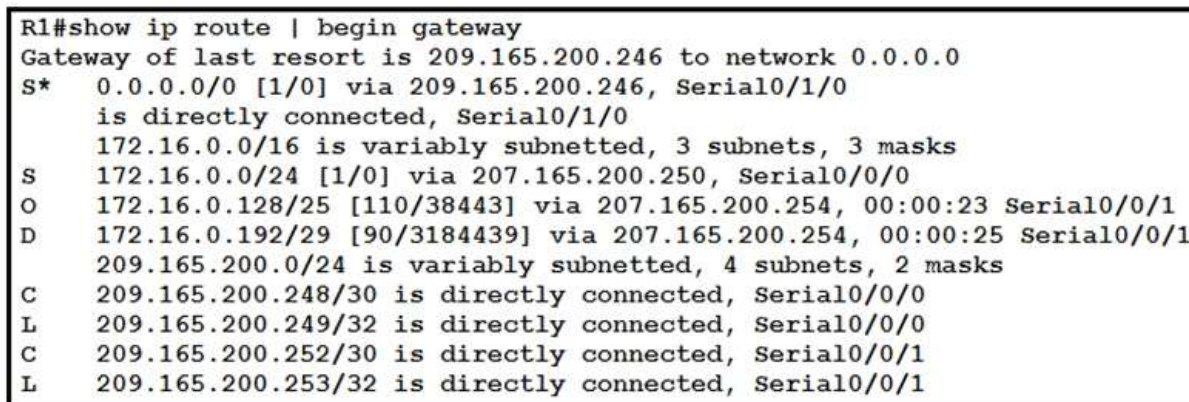 R1#show ip route | begin gateway
Gateway of last resort is 209.165.200.246 to network 0.0.0.0
S* 0.0.0.0/0 [1/0] via 209.165.200.246, Serial0/1/0
is directly connected, Serial0/1/0
172.16.0.0/16 is variably subnetted, 3 subnets, 3 masks
S 172.16.0.0/24 [1/0] via 207.165.200.250, Serial0/0/0
O 172.16.0.128/25 [110/38443] via 207.165.200.254, 00:00:23 Serial0/0/1
D 172.16.0.192/29 [90/3184439] via 207.165.200.254, 00:00:25 Serial0/0/1
209.165.200.0/24 is variably subnetted, 4 subnets, 2 masks
C 209.165.200.248/30 is directly connected, Serial0/0/0
L 209.165.200.249/32 is directly connected, Serial0/0/0
C 209.165.200.252/30 is directly connected, Serial0/0/1
L 209.165.200.253/32 is directly connected, Serial0/0/1